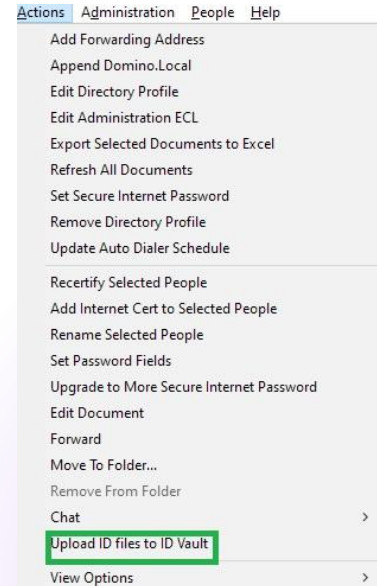 Actions Administration People Help
Add Forwarding Address
Append Domino.Local
Edit Directory Profile
Edit Administration ECL
Export Selected Documents to Excel
Refresh All Documents
Set Secure Internet Password
Remove Directory Profile
Update Auto Dialer Schedule
Recertify Selected People
Add Internet Cert to Selected People
Rename Selected People
Set Password Fields
Upgrade to More Secure Internet Password
Edit Document
Forward
Move To Folder...
Remove From Folder
Chat >
Upload ID files to ID Vault
View Options >